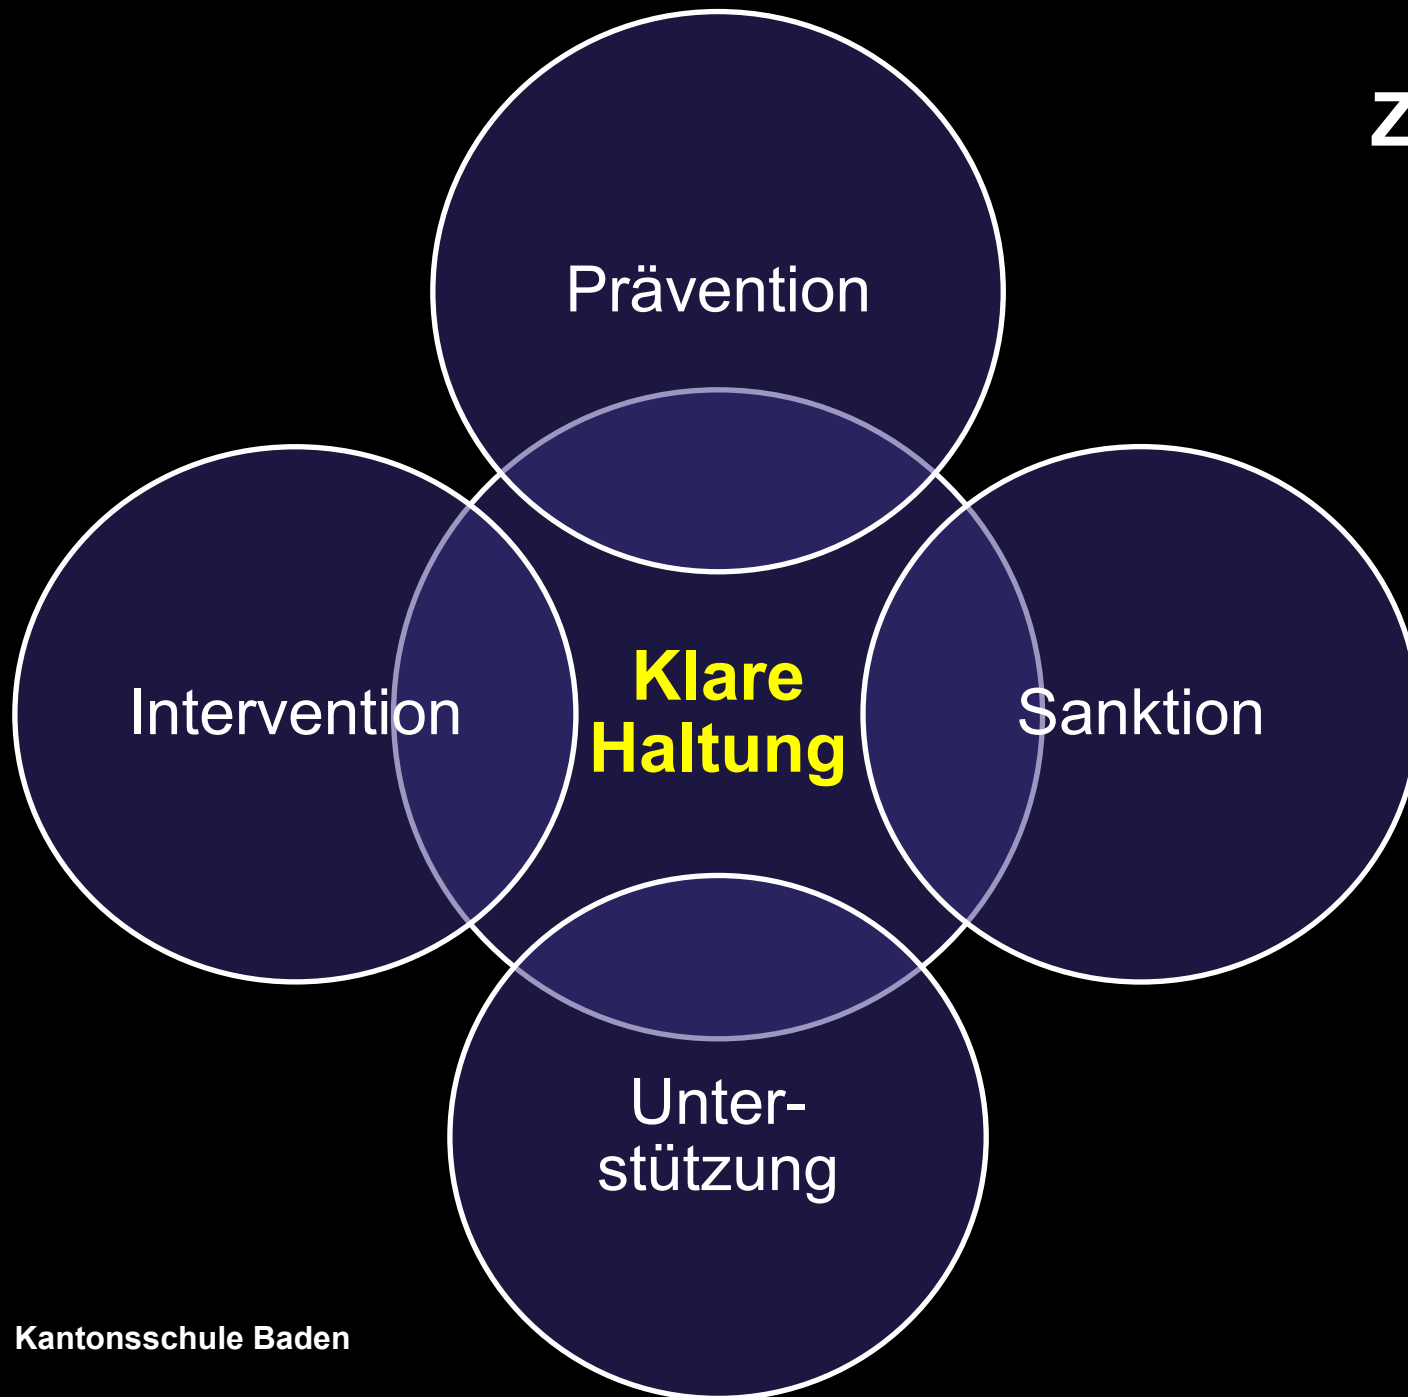 Z
Prävention
Intervention
Klare
Haltung
Sanktion
Unter-
stützung
Kantonsschule Baden